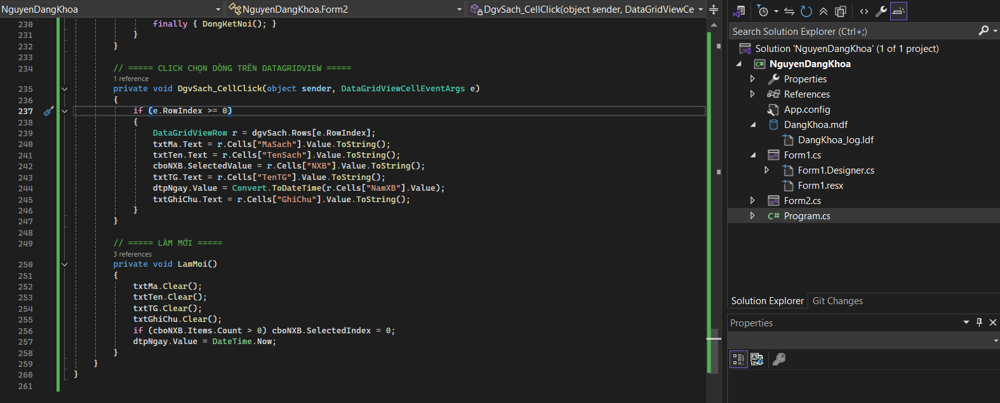 NguyenDangKhoa
NguyenDangKhoa.Form2
DgvSach_CellClick(object sender, DataGridViewCe
230 finally { DongKetNoi(); }
231 }
232 }
233
234 // ===== CLICK CHỌN DÒNG TRÊN DATAGRIDVIEW =====
1 reference
235 private void DgvSach_CellClick(object sender, DataGridViewCellEventArgs e)
236 {
237 if (e.RowIndex >= 0)
238 {
239 DataGridViewRow r = dgvSach.Rows[e.RowIndex];
240 txtMa.Text = r.Cells["MaSach"].Value.ToString();
241 txtTen.Text = r.Cells["TenSach"].Value.ToString();
242 cboNXB.SelectedValue = r.Cells["NXB"].Value.ToString();
243 txtTG.Text = r.Cells["TenTG"].Value.ToString();
244 dtpNgay.Value = Convert.ToDateTime(r.Cells["NamXB"].Value);
245 txtGhiChu.Text = r.Cells["GhiChu"].Value.ToString();
246 }
247 }
248
249 // ===== LÀM MỚI =====
3 references
250 private void LamMoi()
251 {
252 txtMa.Clear();
253 txtTen.Clear();
254 txtTG.Clear();
255 txtGhiChu.Clear();
256 if (cboNXB.Items.Count > 0) cboNXB.SelectedIndex = 0;
257 dtpNgay.Value = DateTime.Now;
258 }
259 }
260 }
261
Search Solution Explorer (Ctrl+;)
Solution 'NguyenDangKhoa' (1 of 1 project)
C# NguyenDangKhoa
Properties
References
App.config
DangKhoa.mdf
DangKhoa_log.ldf
Form1.cs
Form1.Designer.cs
Form1.resx
Form2.cs
C# Program.cs
Solution Explorer Git Changes
Properties